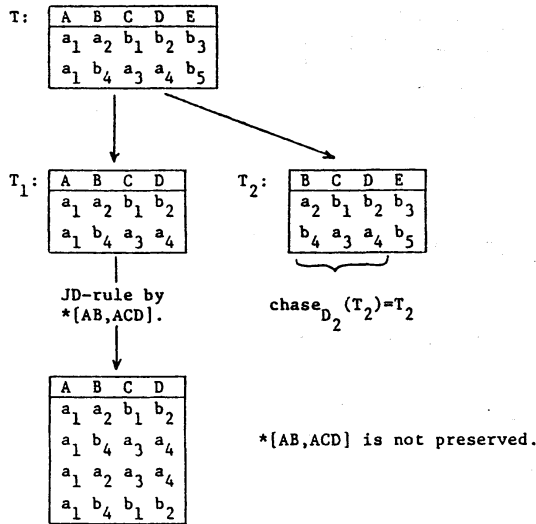 T: A B C D E
a1 a2 b1 b2 b3
a1 b4 a3 a4 b5
T1: A B C D
a1 a2 b1 b2
a1 b4 a3 a4
T2: B C D E
a2 b1 b2 b3
b4 a3 a4 b5
JD-rule by
*[AB,ACD].
chaseD2(T2)=T2
A B C D
a1 a2 b1 b2
a1 b4 a3 a4
a1 a2 a3 a4
a1 b4 b1 b2
*[AB,ACD] is not preserved.